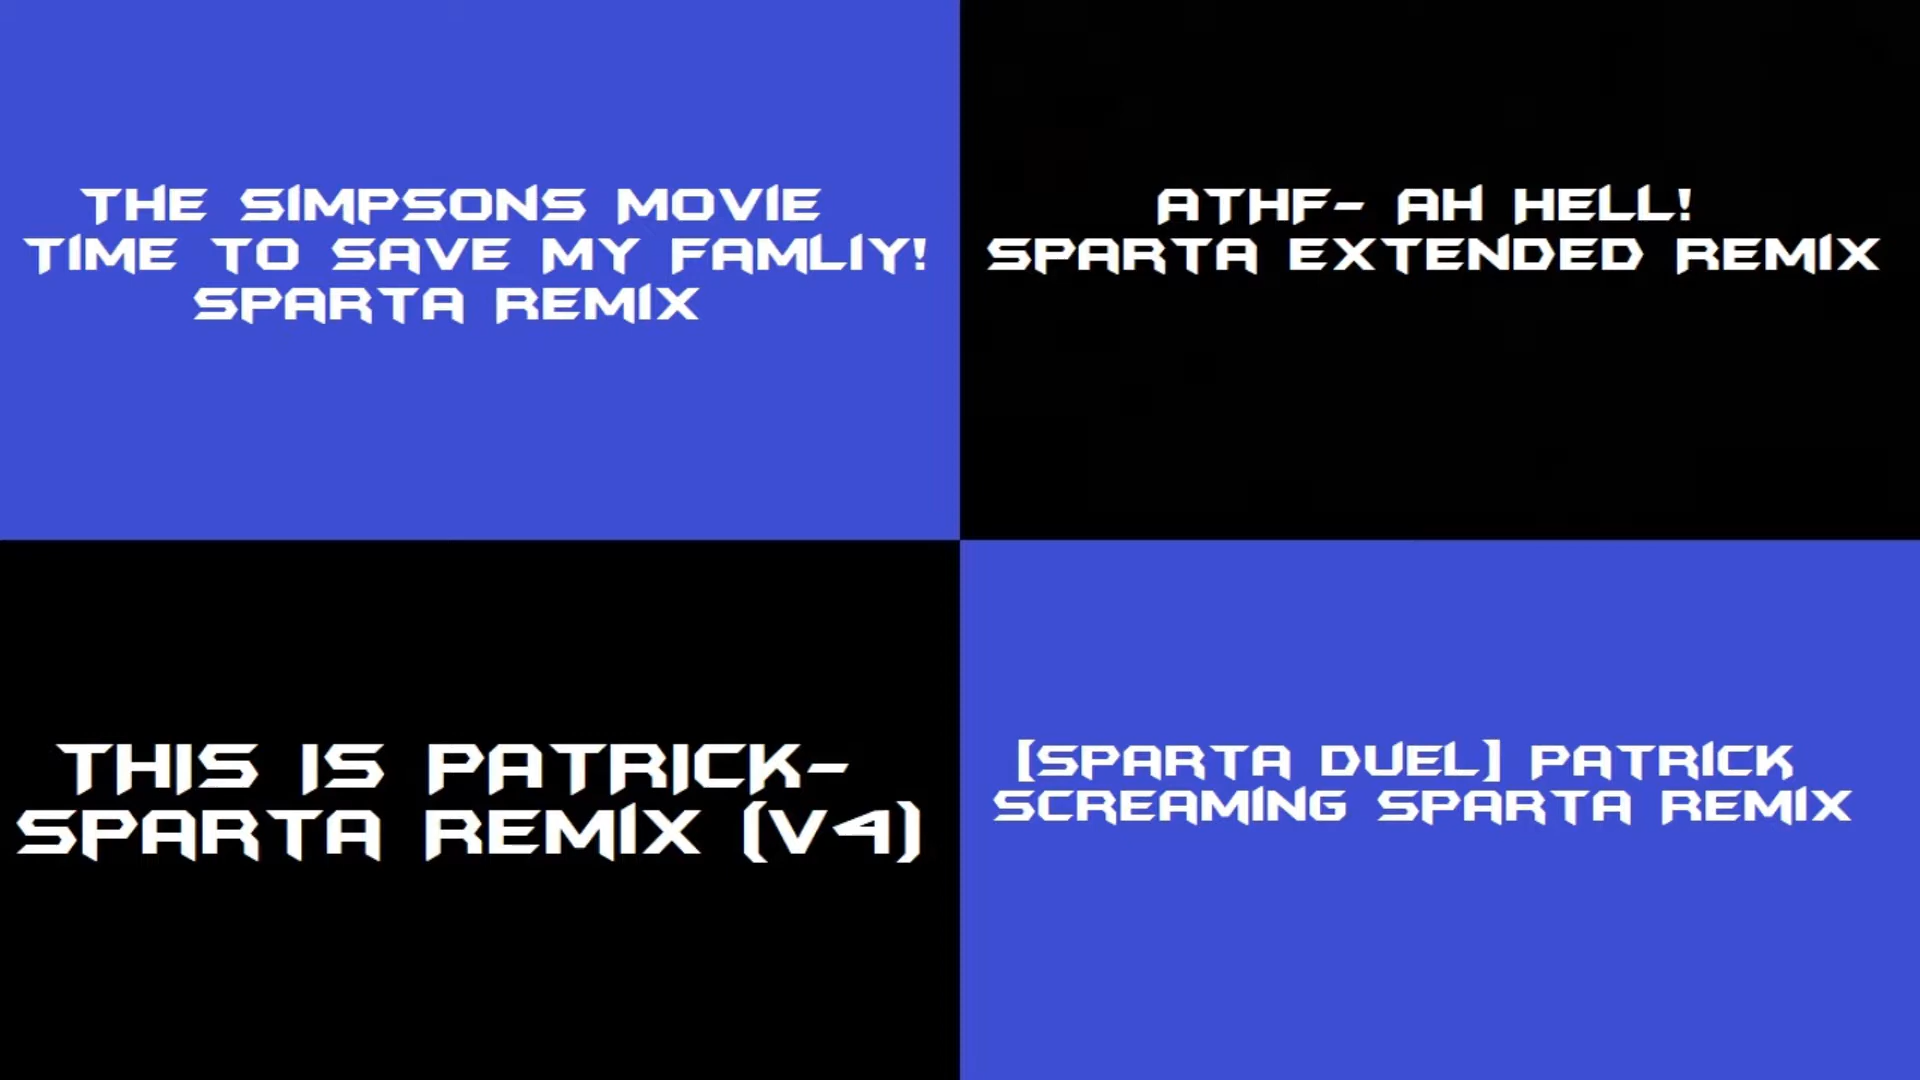 THE SIMPSONS MOVIE
TIME TO SAVE MY FAMLIY!
SPARTA REMIX
ATHF- AH HELL!
SPARTA EXTENDED REMIX
THIS IS PATRICK-
SPARTA REMIX (V4)
[SPARTA DUEL] PATRICK
SCREAMING SPARTA REMIX